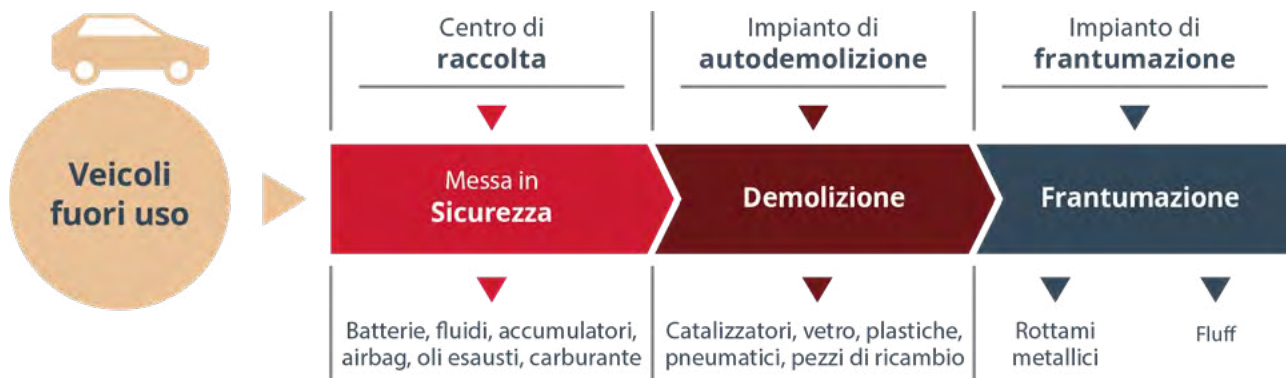 Veicoli
fuori uso
Centro di
raccolta
Messa in
Sicurezza
Batterie, fluidi, accumulatori,
airbag, oli esausti, carburante
Impianto di
autodemolizione
Demolizione
Catalizzatori, vetro, plastiche,
pneumatici, pezzi di ricambio
Impianto di
frantumazione
Frantumazione
Rottami
metallici
Fluff